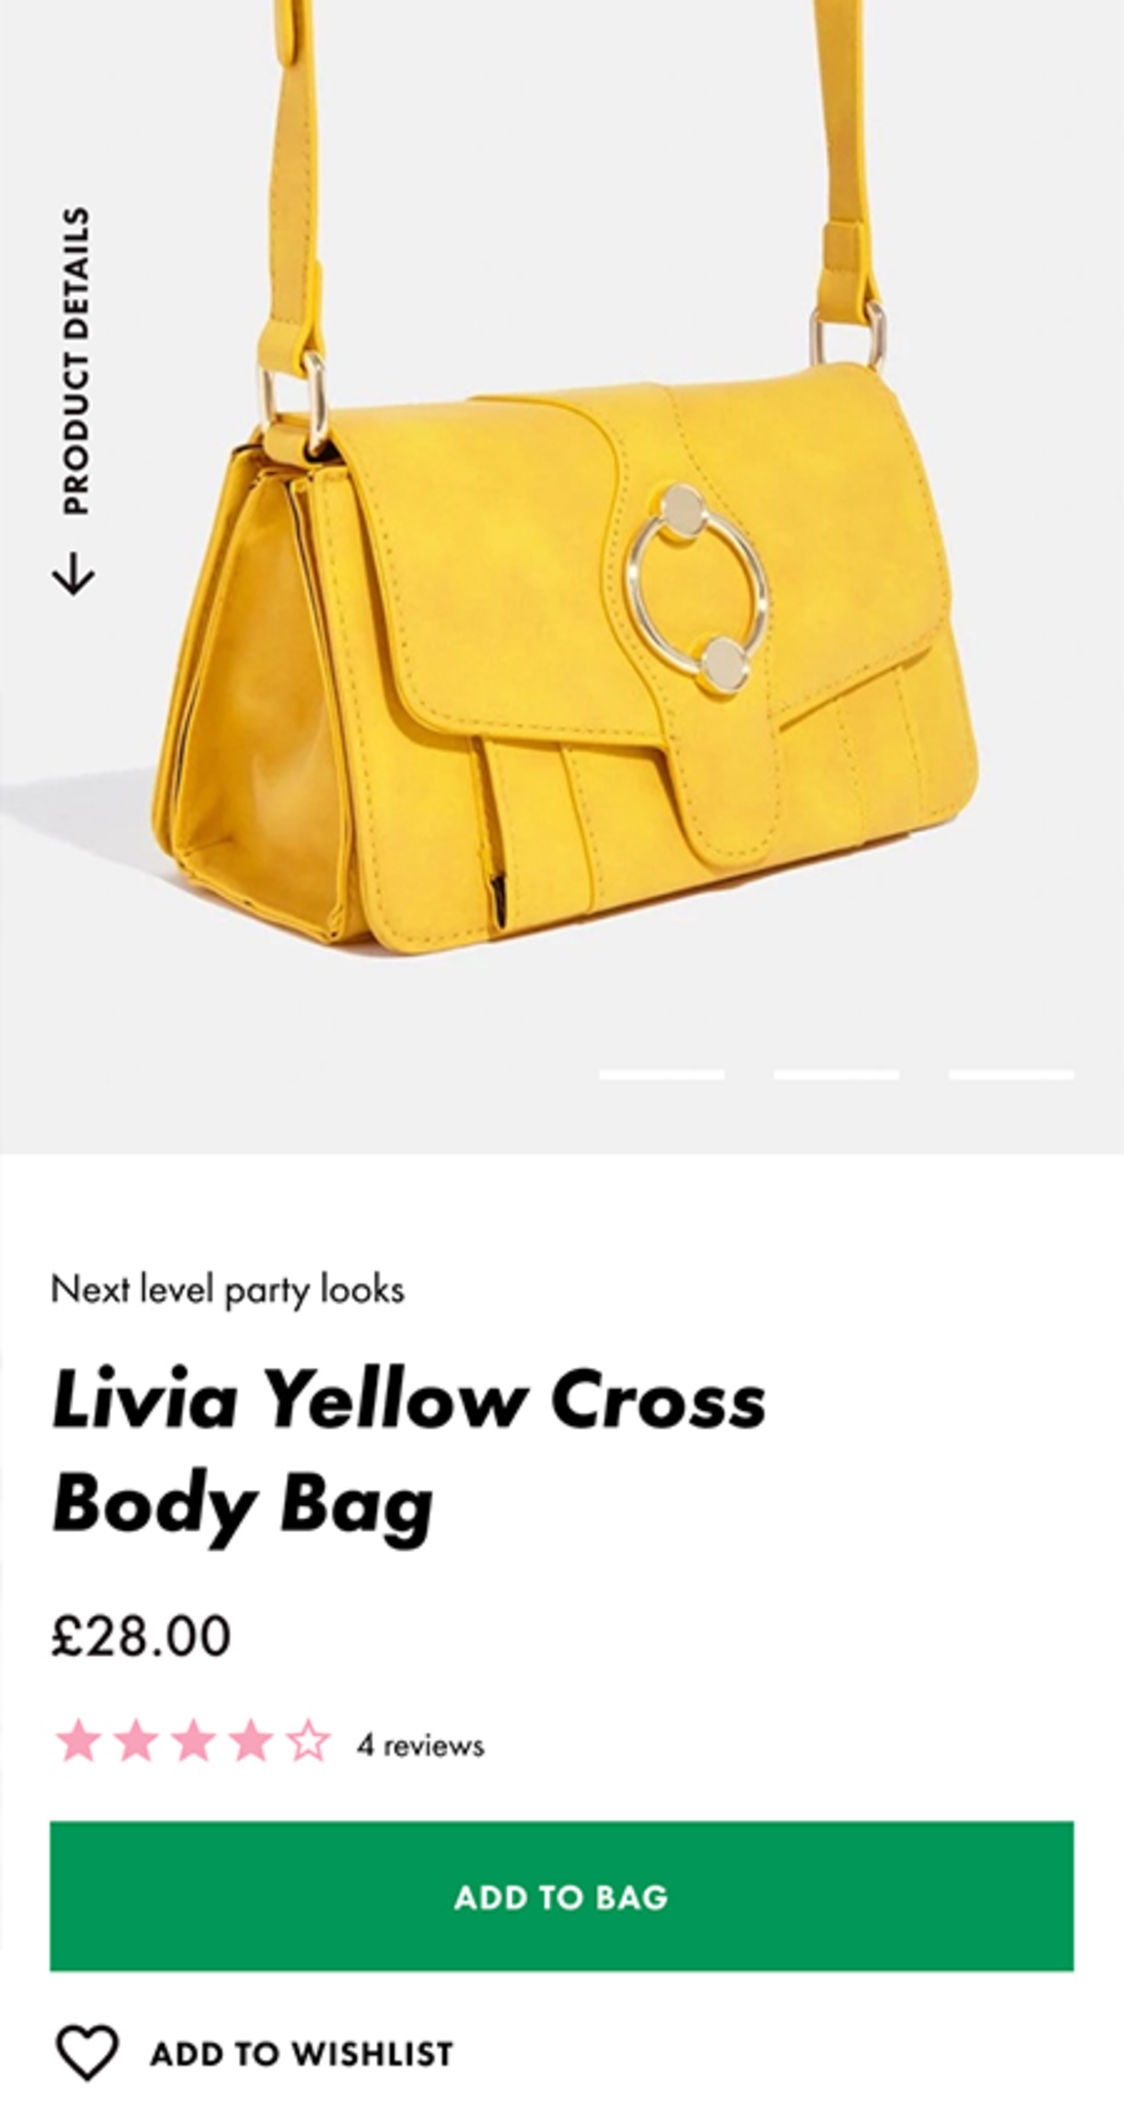 PRODUCT DETAILS
Next level party looks
Livia Yellow Cross
Body Bag
£28.00
4 reviews
ADD TO BAG
ADD TO WISHLIST